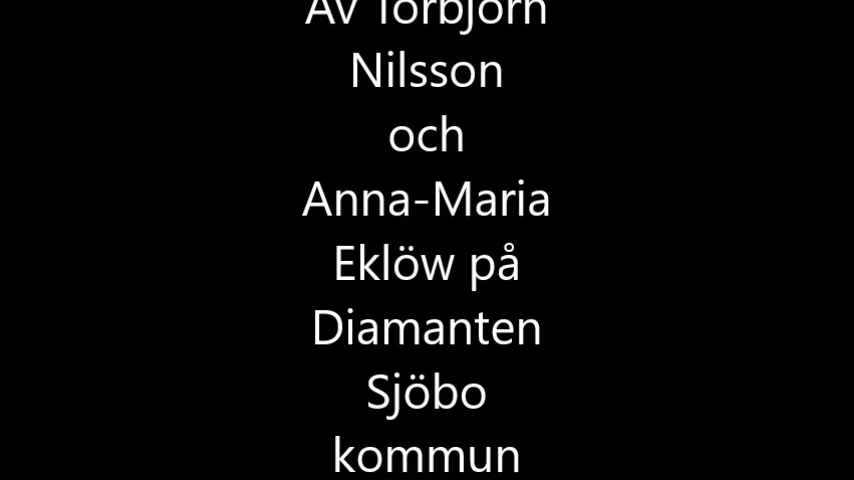 Av Torbjörn
Nilsson
och
Anna-Maria
Eklöw på
Diamanten
Sjöbo
kommun